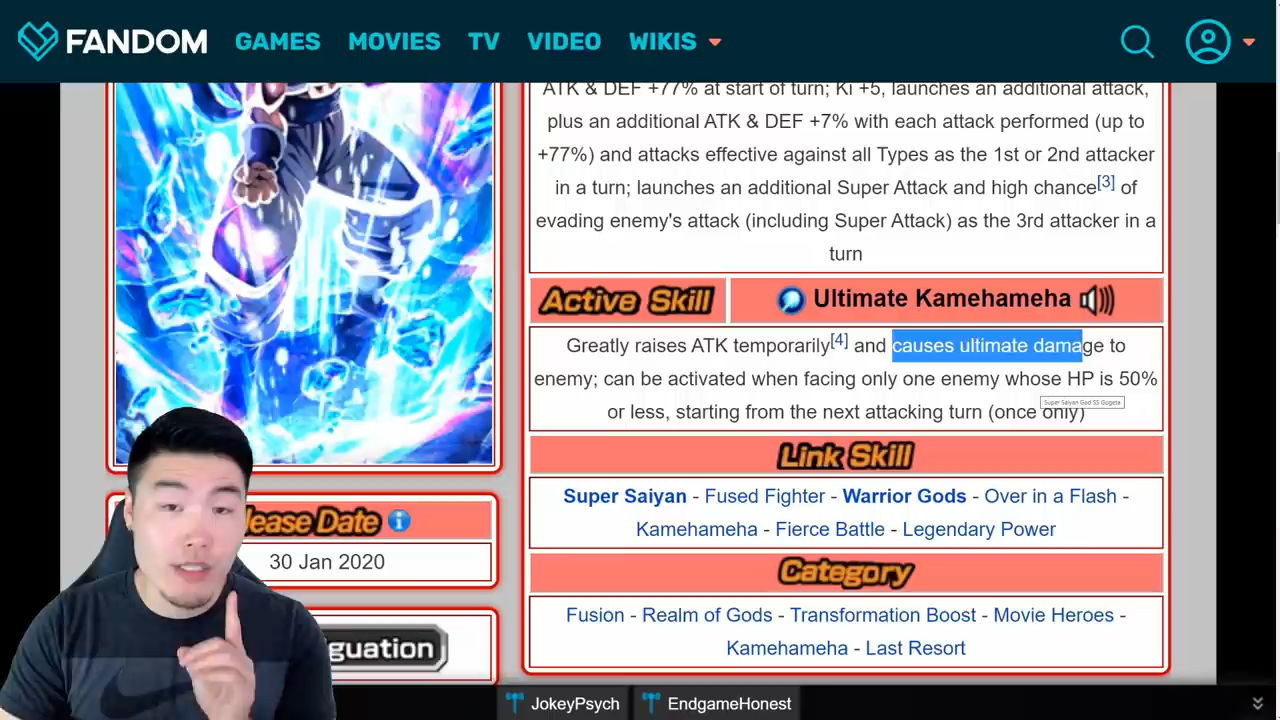 FANDOM GAMES MOVIES TV VIDEO WIKIS
ATK & DEF +77% at start of turn; Ki +5, launches an additional attack,
plus an additional ATK & DEF +7% with each attack performed (up to
+77%) and attacks effective against all Types as the 1st or 2nd attacker
in a turn; launches an additional Super Attack and high chance[3] of
evading enemy's attack (including Super Attack) as the 3rd attacker in a
turn
Active Skill Ultimate Kamehameha
Greatly raises ATK temporarily[4] and causes ultimate damage to
enemy; can be activated when facing only one enemy whose HP is 50%
Super Saiyan God SS Gogeta
or less, starting from the next attacking turn (once only)
Link Skill
Super Saiyan - Fused Fighter - Warrior Gods - Over in a Flash -
Kamehameha - Fierce Battle - Legendary Power
Category
Fusion - Realm of Gods - Transformation Boost - Movie Heroes -
Kamehameha - Last Resort
lease Date
30 Jan 2020
guation
JokeyPsych EndgameHonest